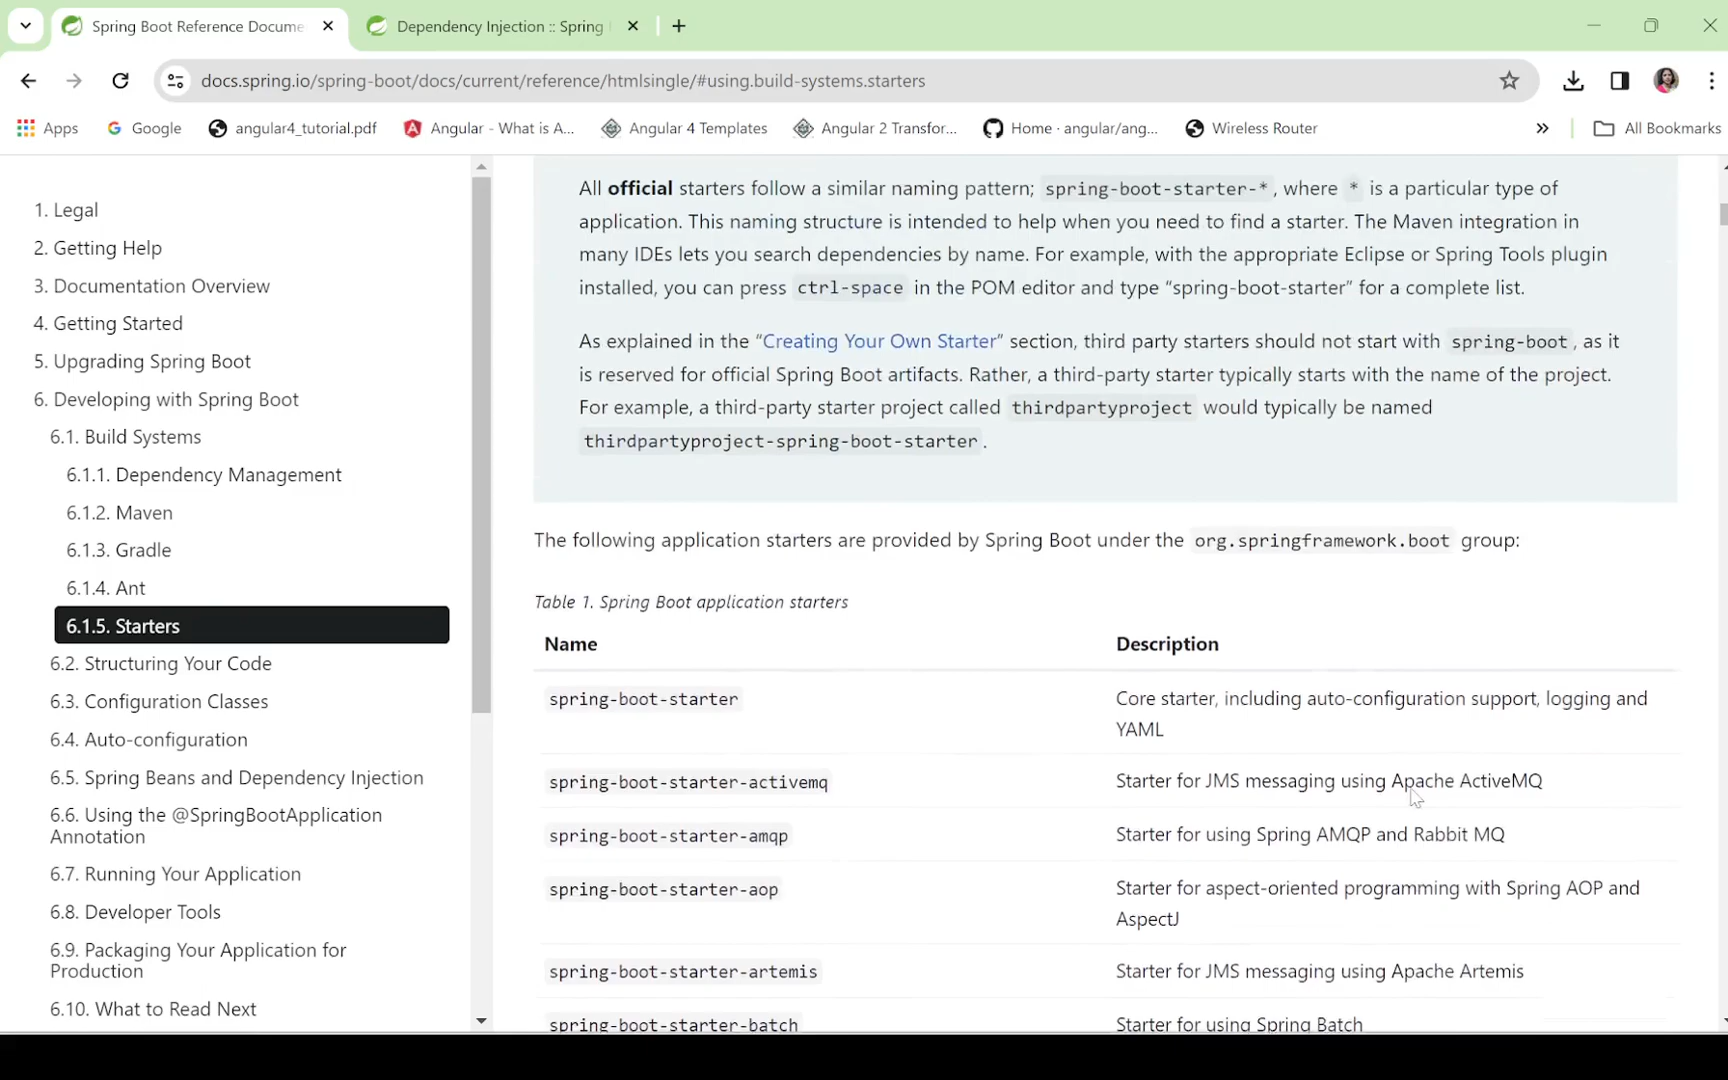 Spring Boot Reference Docume
Dependency Injection :: Spring
docs.spring.io/spring-boot/docs/current/reference/htmlsingle/#using.build-systems.starters
Apps
Google
angular4_tutorial.pdf
Angular - What is A...
Angular 4 Templates
Angular 2 Transfor...
Home · angular/ang...
Wireless Router
»
All Bookmarks
1. Legal
2. Getting Help
3. Documentation Overview
4. Getting Started
5. Upgrading Spring Boot
6. Developing with Spring Boot
6.1. Build Systems
6.1.1. Dependency Management
6.1.2. Maven
6.1.3. Gradle
6.1.4. Ant
6.1.5. Starters
6.2. Structuring Your Code
6.3. Configuration Classes
6.4. Auto-configuration
6.5. Spring Beans and Dependency Injection
6.6. Using the @SpringBootApplication
Annotation
6.7. Running Your Application
6.8. Developer Tools
6.9. Packaging Your Application for
Production
6.10. What to Read Next
All official starters follow a similar naming pattern; spring-boot-starter-*, where * is a particular type of
application. This naming structure is intended to help when you need to find a starter. The Maven integration in
many IDEs lets you search dependencies by name. For example, with the appropriate Eclipse or Spring Tools plugin
installed, you can press ctrl-space in the POM editor and type “spring-boot-starter” for a complete list.
As explained in the “Creating Your Own Starter” section, third party starters should not start with spring-boot, as it
is reserved for official Spring Boot artifacts. Rather, a third-party starter typically starts with the name of the project.
For example, a third-party starter project called thirdpartyproject would typically be named
thirdpartyproject-spring-boot-starter.
The following application starters are provided by Spring Boot under the org.springframework.boot group:
Table 1. Spring Boot application starters
Name
Description
spring-boot-starter
Core starter, including auto-configuration support, logging and
YAML
spring-boot-starter-activemq
Starter for JMS messaging using Apache ActiveMQ
spring-boot-starter-amqp
Starter for using Spring AMQP and Rabbit MQ
spring-boot-starter-aop
Starter for aspect-oriented programming with Spring AOP and
AspectJ
spring-boot-starter-artemis
Starter for JMS messaging using Apache Artemis
spring-boot-starter-batch
Starter for using Spring Batch